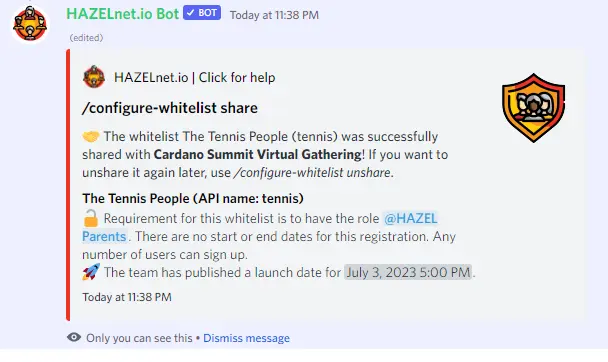 HAZELnet.io Bot ✔ BOT Today at 11:38 PM
(edited)
HAZELnet.io | Click for help
/configure-whitelist share
🤝 The whitelist The Tennis People (tennis) was successfully
shared with Cardano Summit Virtual Gathering! If you want to
unshare it again later, use /configure-whitelist unshare.
The Tennis People (API name: tennis)
🔓 Requirement for this whitelist is to have the role @HAZEL
Parents. There are no start or end dates for this registration. Any
number of users can sign up.
🚀 The team has published a launch date for July 3, 2023 5:00 PM.
Today at 11:38 PM
Only you can see this • Dismiss message